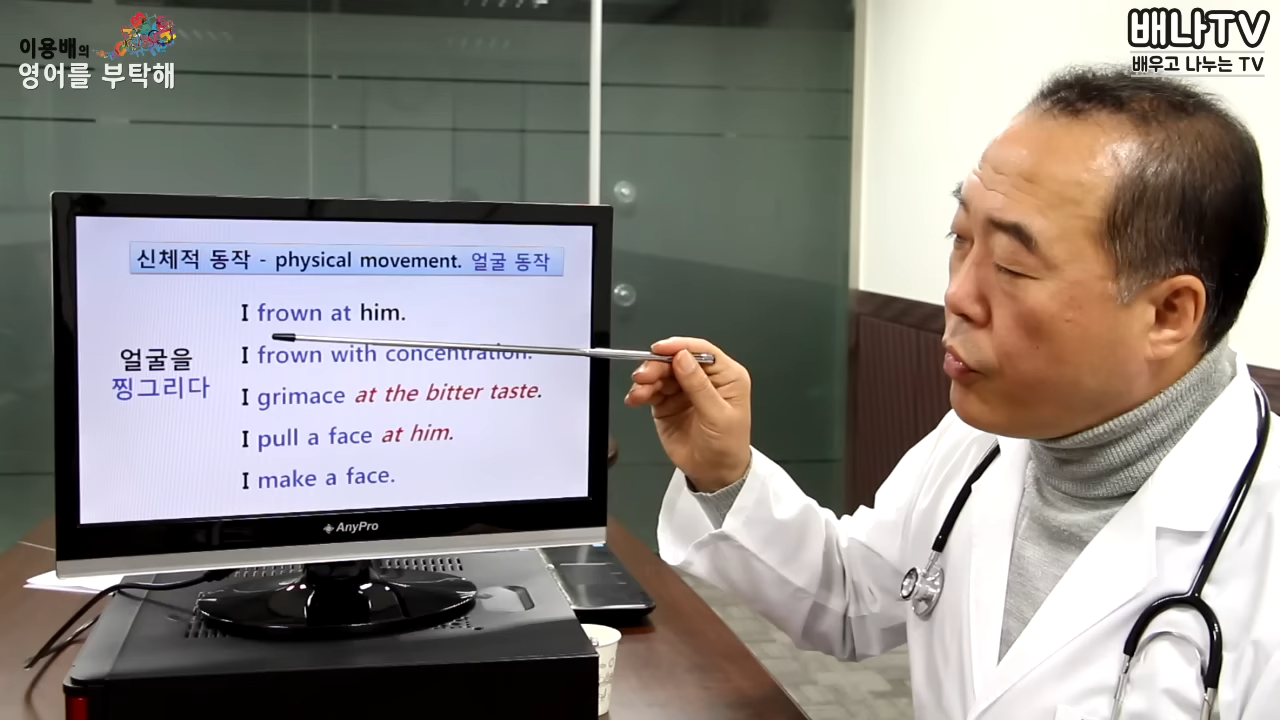 이용배의
영어를 부탁해
배나TV
배우고 나누는 TV
신체적 동작 - physical movement. 얼굴 동작
얼굴을
찡그리다
I frown at him.
I frown with concentration.
I grimace at the bitter taste.
I pull a face at him.
I make a face.
AnyPro